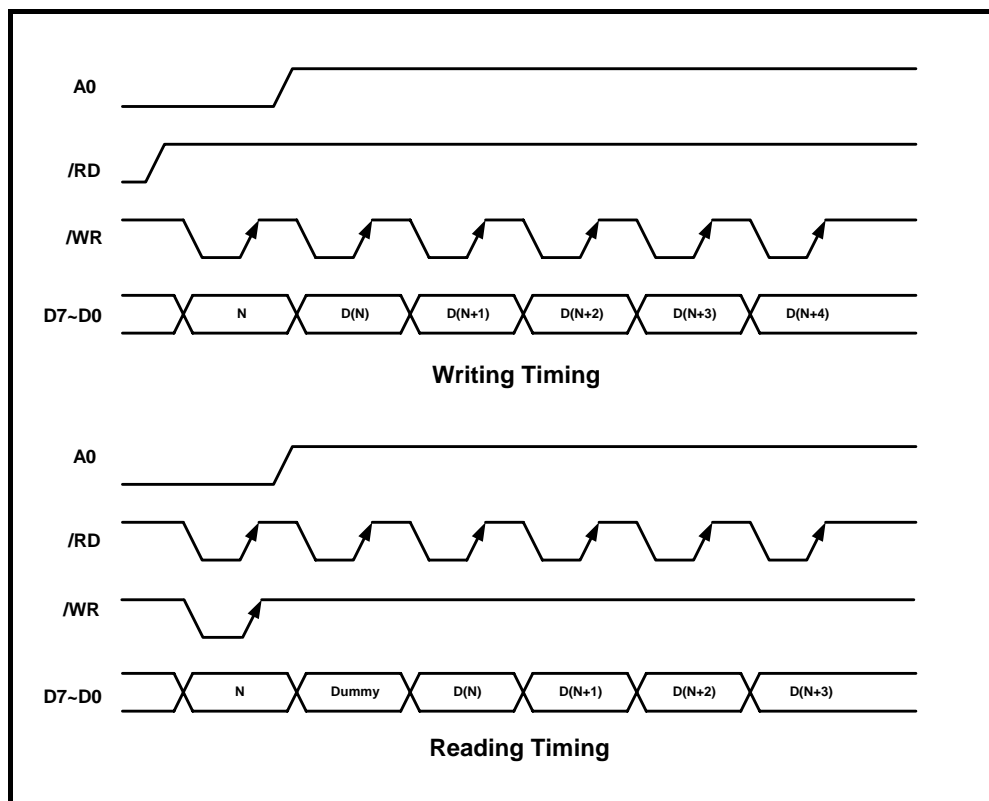 A0
/RD
/WR
D7~D0 N D(N) D(N+1) D(N+2) D(N+3) D(N+4)
Writing Timing
A0
/RD
/WR
D7~D0 N Dummy D(N) D(N+1) D(N+2) D(N+3)
Reading Timing